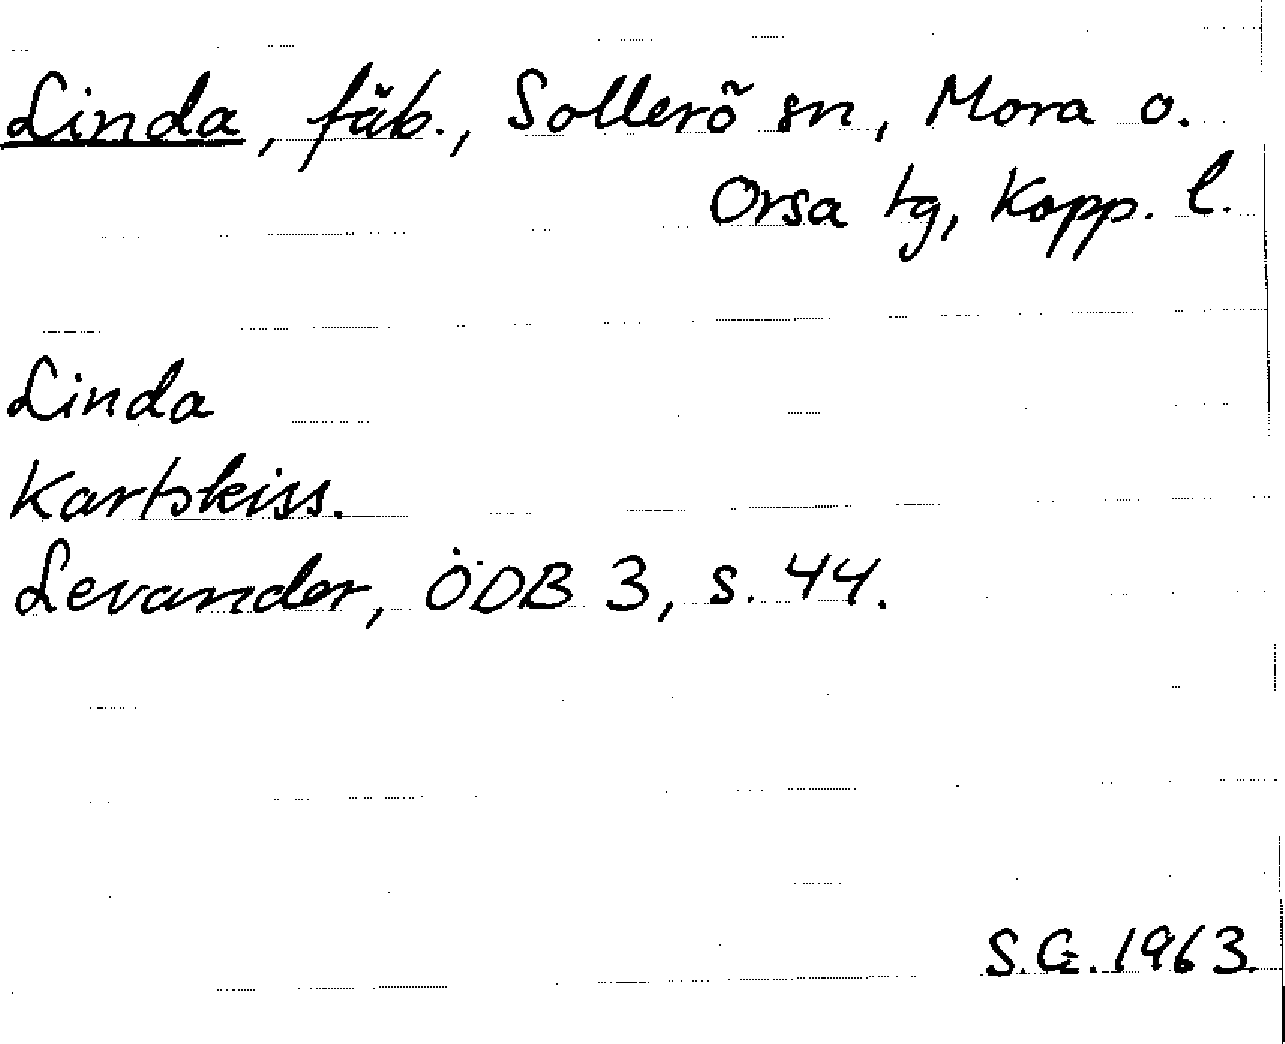 Linda, fäb., Sollerö sn, Mora o.
Orsa tg, Kopp. l.
Linda
Kartskiss.
Levander, ÖDB 3, s. 44.
S.G. 1963.